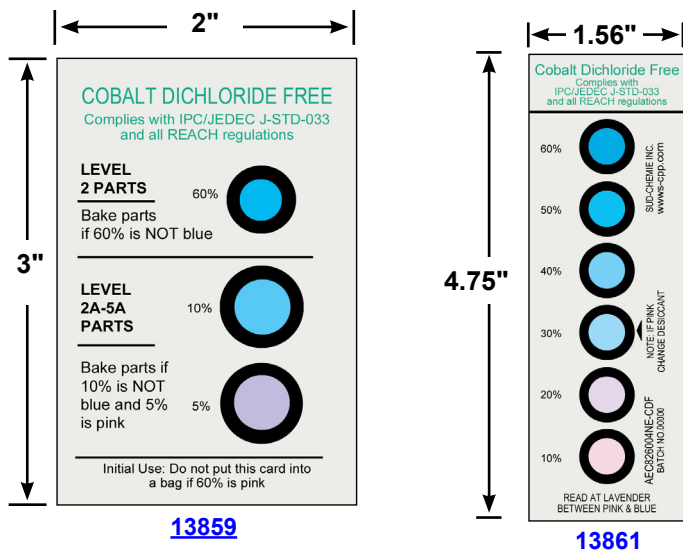 2"
3"
COBALT DICHLORIDE FREE
Complies with IPC/JEDEC J-STD-033
and all REACH regulations
LEVEL
2 PARTS
60%
Bake parts
if 60% is NOT blue
LEVEL
2A-5A
PARTS
10%
Bake parts if
10% is NOT
blue and 5%
is pink
5%
Initial Use: Do not put this card into
a bag if 60% is pink
13859
1.56"
4.75"
Cobalt Dichloride Free
Complies with
IPC/JEDEC J-STD-033
and all REACH regulations
60%
50%
40%
30%
20%
10%
SUD-CHEMIE INC.
wwws-cpp.com
NOTE: IF PINK
CHANGE DESICCANT
AEC826004NE-CDF
BATCH NO.00000
READ AT LAVENDER
BETWEEN PINK & BLUE
13861